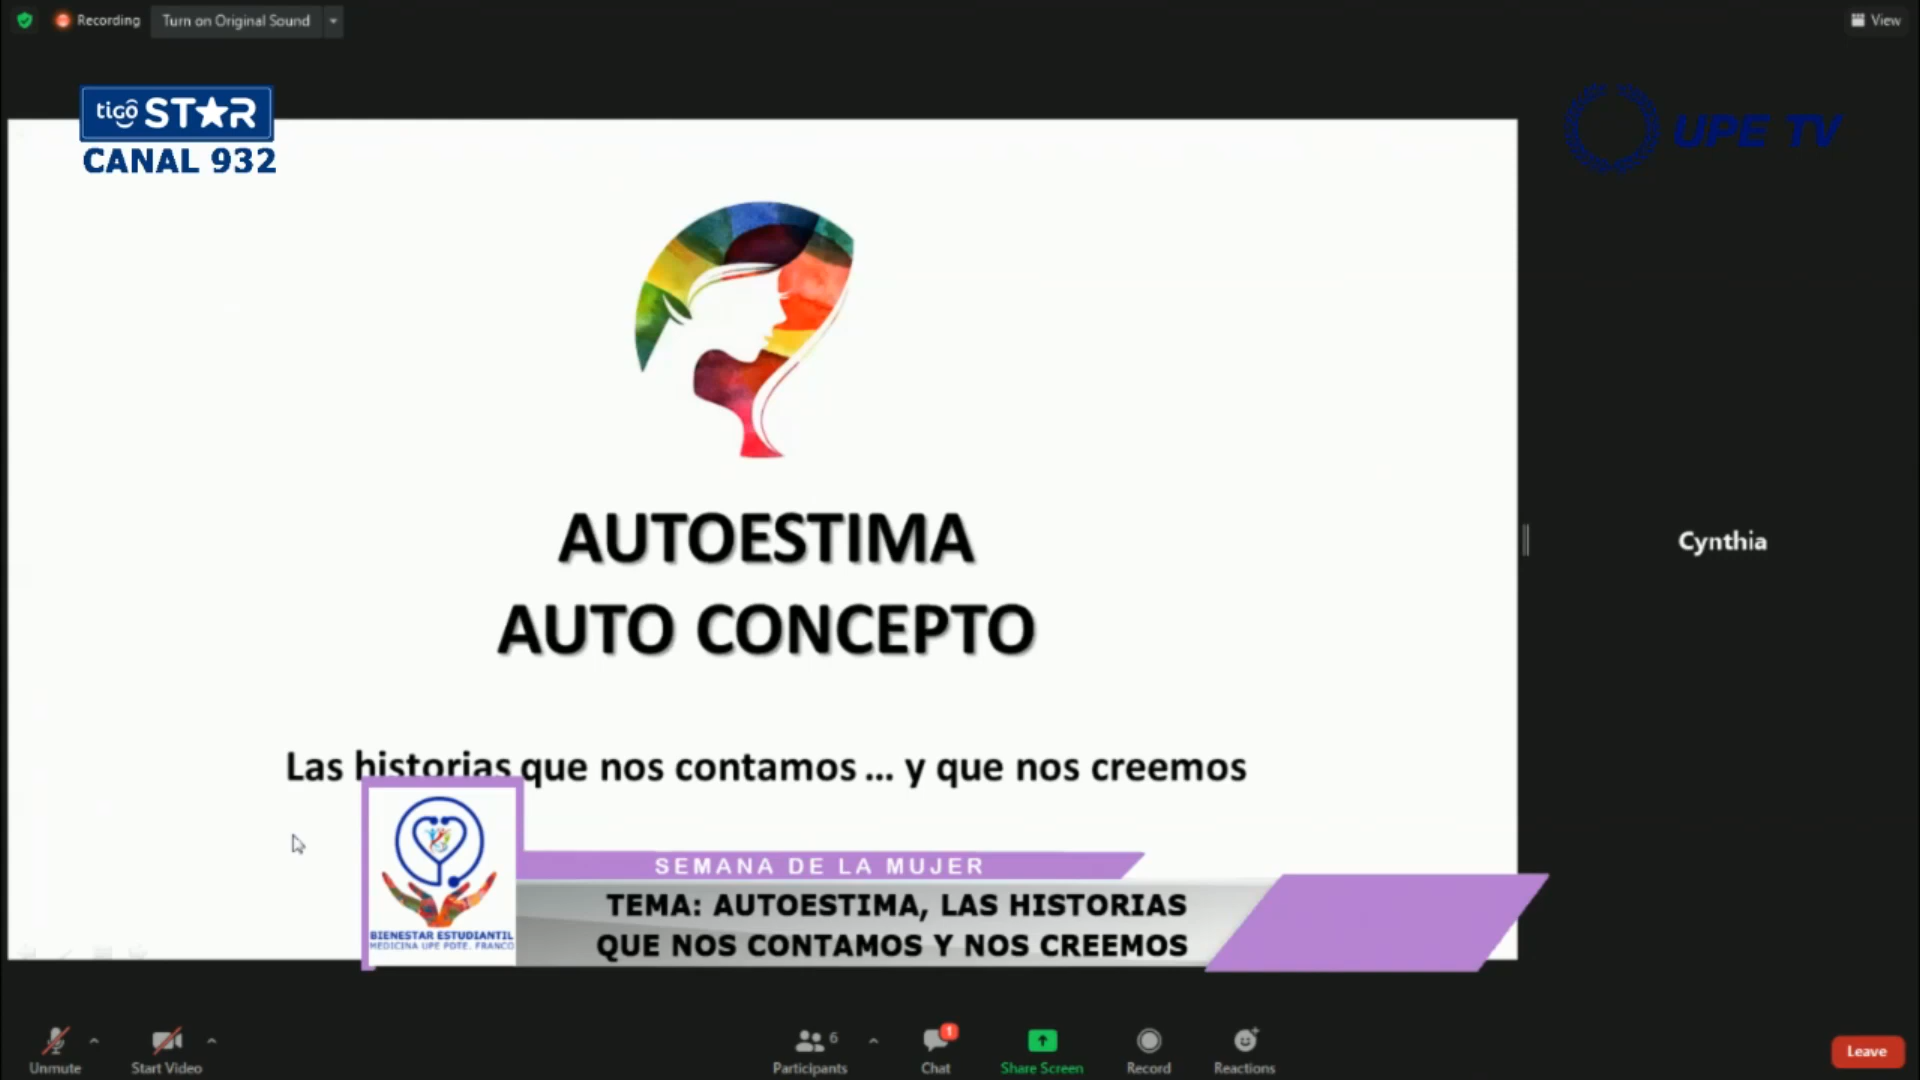 Recording
Turn on Original Sound
View
tigo STAR
CANAL 932
UPE TV
AUTOESTIMA
AUTO CONCEPTO
Cynthia
Las historias que nos contamos ... y que nos creemos
SEMANA DE LA MUJER
TEMA: AUTOESTIMA, LAS HISTORIAS
QUE NOS CONTAMOS Y NOS CREEMOS
BIENESTAR ESTUDIANTIL
MEDICINA UPE PDTE. FRANCO
Unmute
Start Video
6
Participants
1
Chat
Share Screen
Record
Reactions
Leave